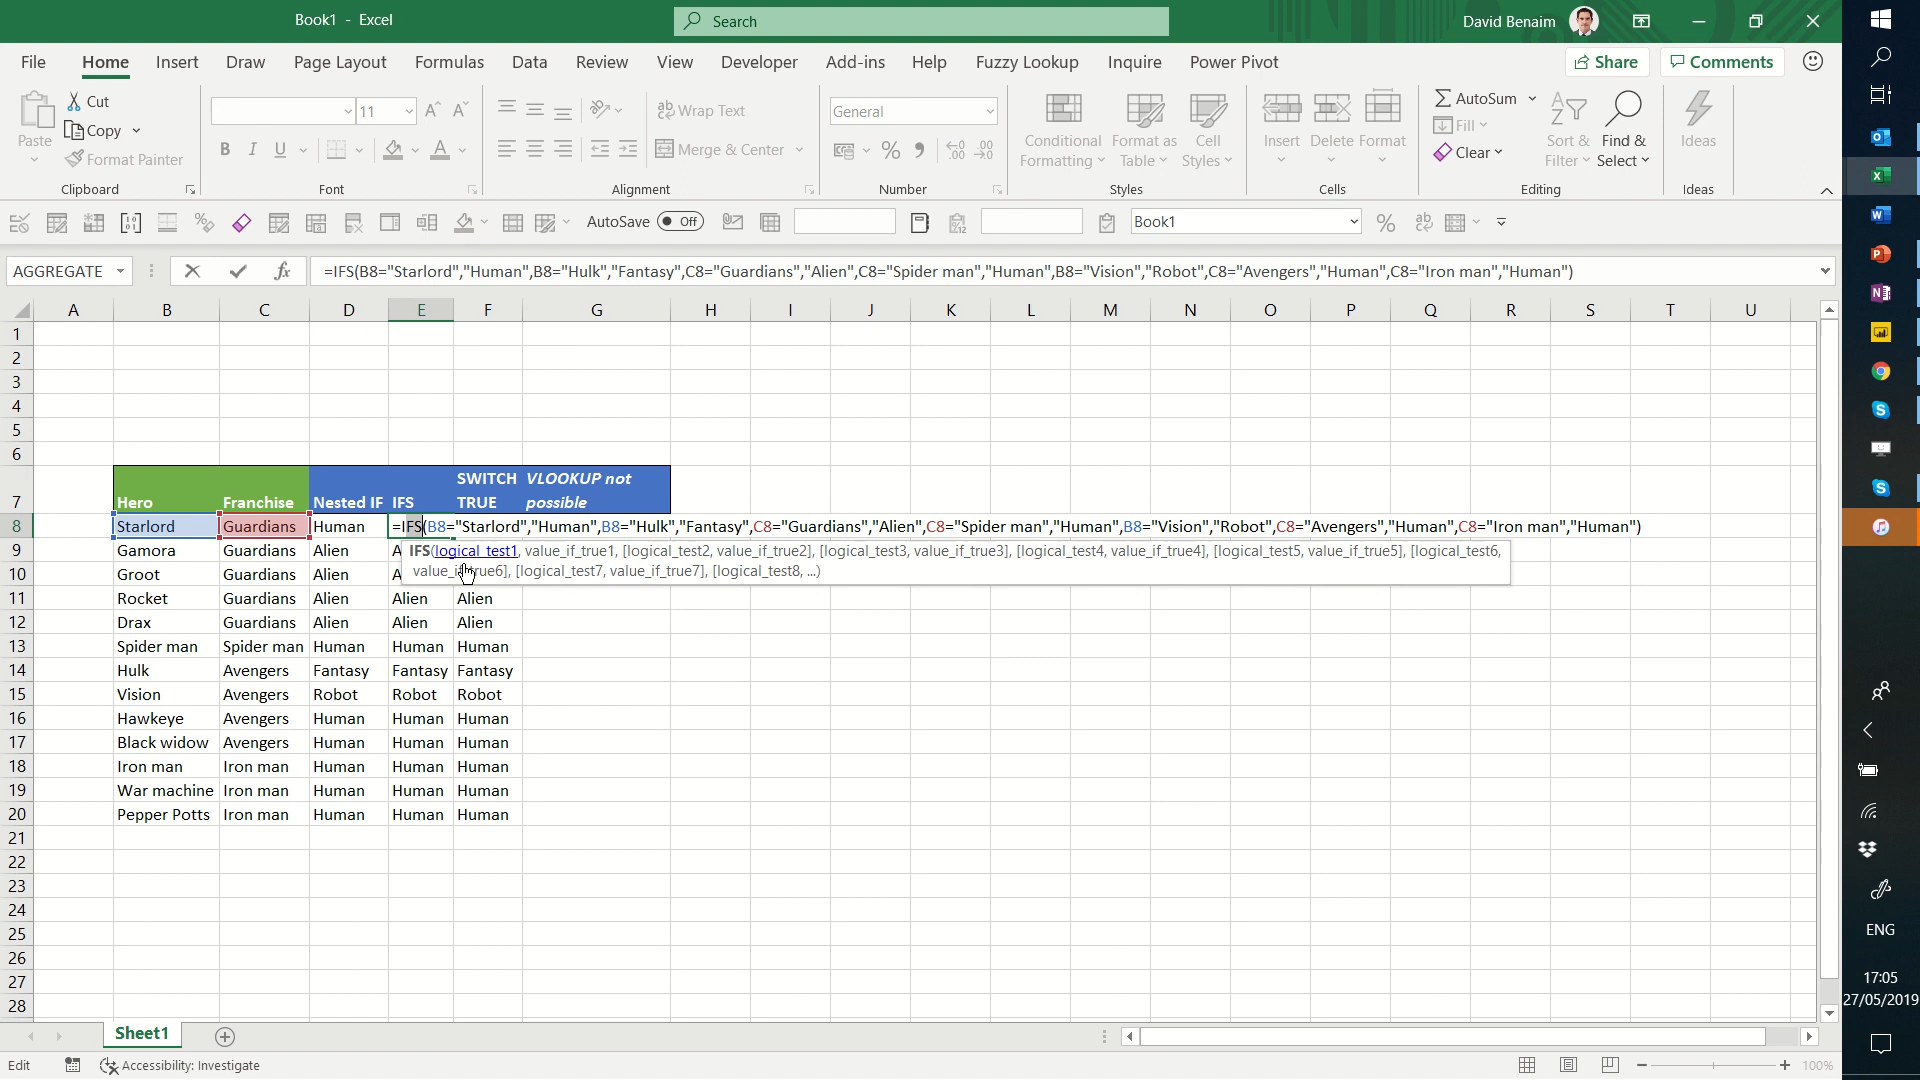 Book1 - Excel
Search
David Benaim
File Home Insert Draw Page Layout Formulas Data Review View Developer Add-ins Help Fuzzy Lookup Inquire Power Pivot
Share
Comments
Paste
Cut
Copy
Format Painter
Clipboard
11
B I U A
Font
Wrap Text
Merge & Center
Alignment
General
Number
Conditional Formatting
Format as Table
Cell Styles
Styles
Insert Delete Format
Cells
AutoSum
Fill
Clear
Sort & Filter
Find & Select
Editing
Ideas
Ideas
AutoSave Off
Book1
AGGREGATE
=IFS(B8="Starlord","Human",B8="Hulk","Fantasy",C8="Guardians","Alien",C8="Spider man","Human",B8="Vision","Robot",C8="Avengers","Human",C8="Iron man","Human")
A B C D E F G H I J K L M N O P Q R S T U
1
2
3
4
5
6
7 Hero Franchise Nested IF IFS SWITCH TRUE VLOOKUP not possible
8 Starlord Guardians Human =IFS(B8="Starlord","Human",B8="Hulk","Fantasy",C8="Guardians","Alien",C8="Spider man","Human",B8="Vision","Robot",C8="Avengers","Human",C8="Iron man","Human")
9 Gamora Guardians Alien A
IFS(logical_test1, value_if_true1, [logical_test2, value_if_true2], [logical_test3, value_if_true3], [logical_test4, value_if_true4], [logical_test5, value_if_true5], [logical_test6,
value_if_true6], [logical_test7, value_if_true7], [logical_test8, ...)
10 Groot Guardians Alien A
11 Rocket Guardians Alien Alien Alien
12 Drax Guardians Alien Alien Alien
13 Spider man Spider man Human Human Human
14 Hulk Avengers Fantasy Fantasy Fantasy
15 Vision Avengers Robot Robot Robot
16 Hawkeye Avengers Human Human Human
17 Black widow Avengers Human Human Human
18 Iron man Iron man Human Human Human
19 War machine Iron man Human Human Human
20 Pepper Potts Iron man Human Human Human
21
22
23
24
25
26
27
28
Sheet1
Edit
Accessibility: Investigate
100%
ENG
17:05
27/05/2019